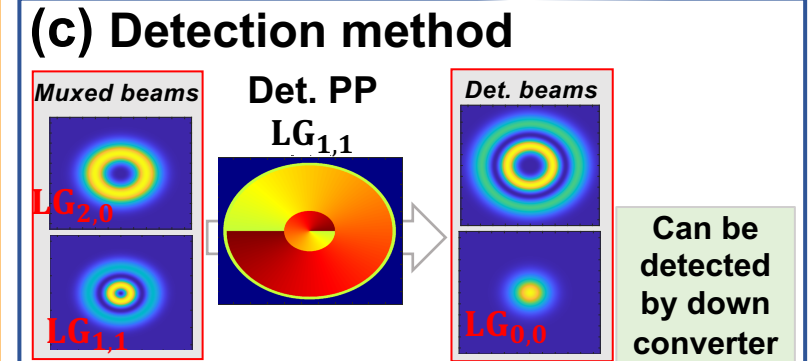 (c) Detection method
Muxed beams
Det. PP
LG1,1
Det. beams
LG2,0
LG1,1
LG0,0
Can be
detected
by down
converter